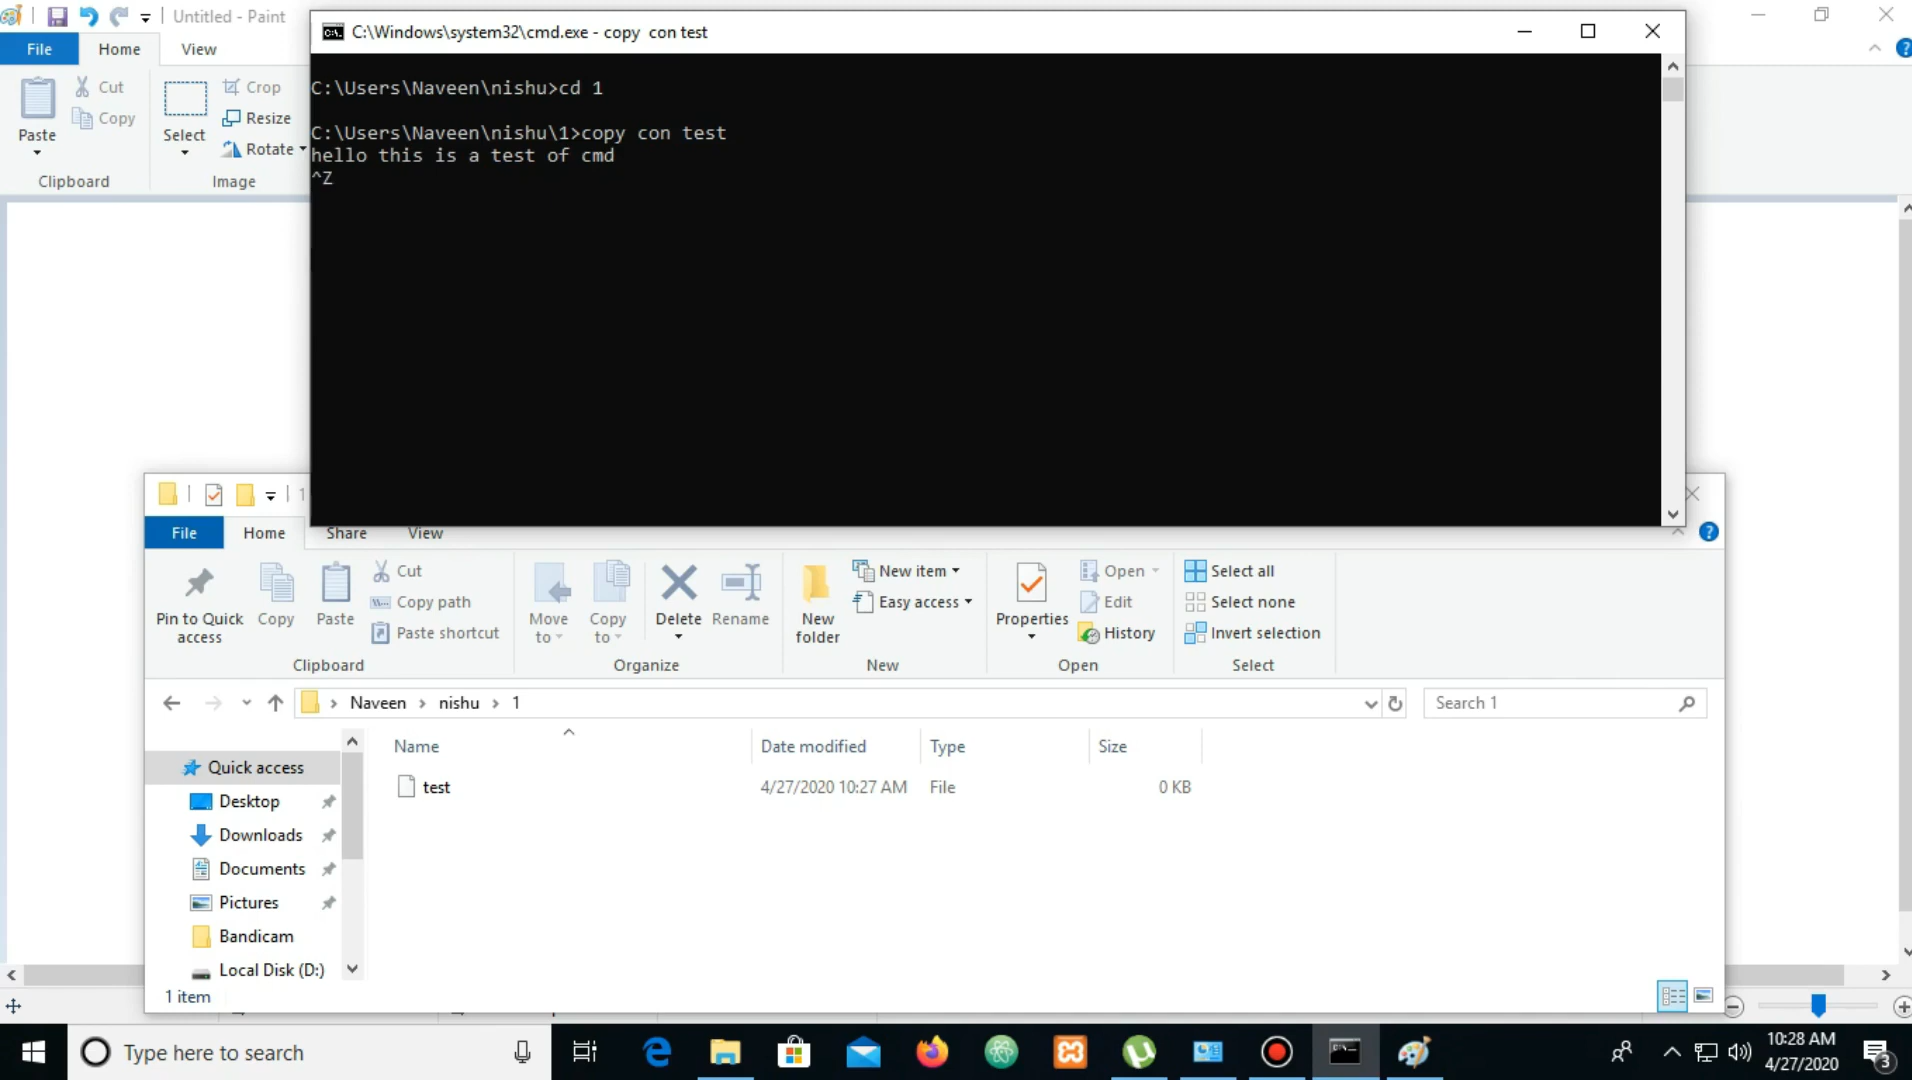 Untitled - Paint
File Home View
Paste
Cut
Copy
Clipboard
Select
Crop
Resize
Rotate
Image
C:\Windows\system32\cmd.exe - copy  con test
C:\Users\Naveen\nishu>cd 1
C:\Users\Naveen\nishu\1>copy con test
hello this is a test of cmd
^Z
1
File Home Share View
Pin to Quick
access
Copy
Paste
Cut
Copy path
Paste shortcut
Clipboard
Move
to
Copy
to
Delete
Rename
Organize
New
folder
New item
Easy access
New
Properties
Open
Edit
History
Open
Select all
Select none
Invert selection
Select
Naveen > nishu > 1
Search 1
Name Date modified Type Size
test 4/27/2020 10:27 AM File 0 KB
Quick access
Desktop
Downloads
Documents
Pictures
Bandicam
Local Disk (D:)
1 item
Type here to search
10:28 AM
4/27/2020
3